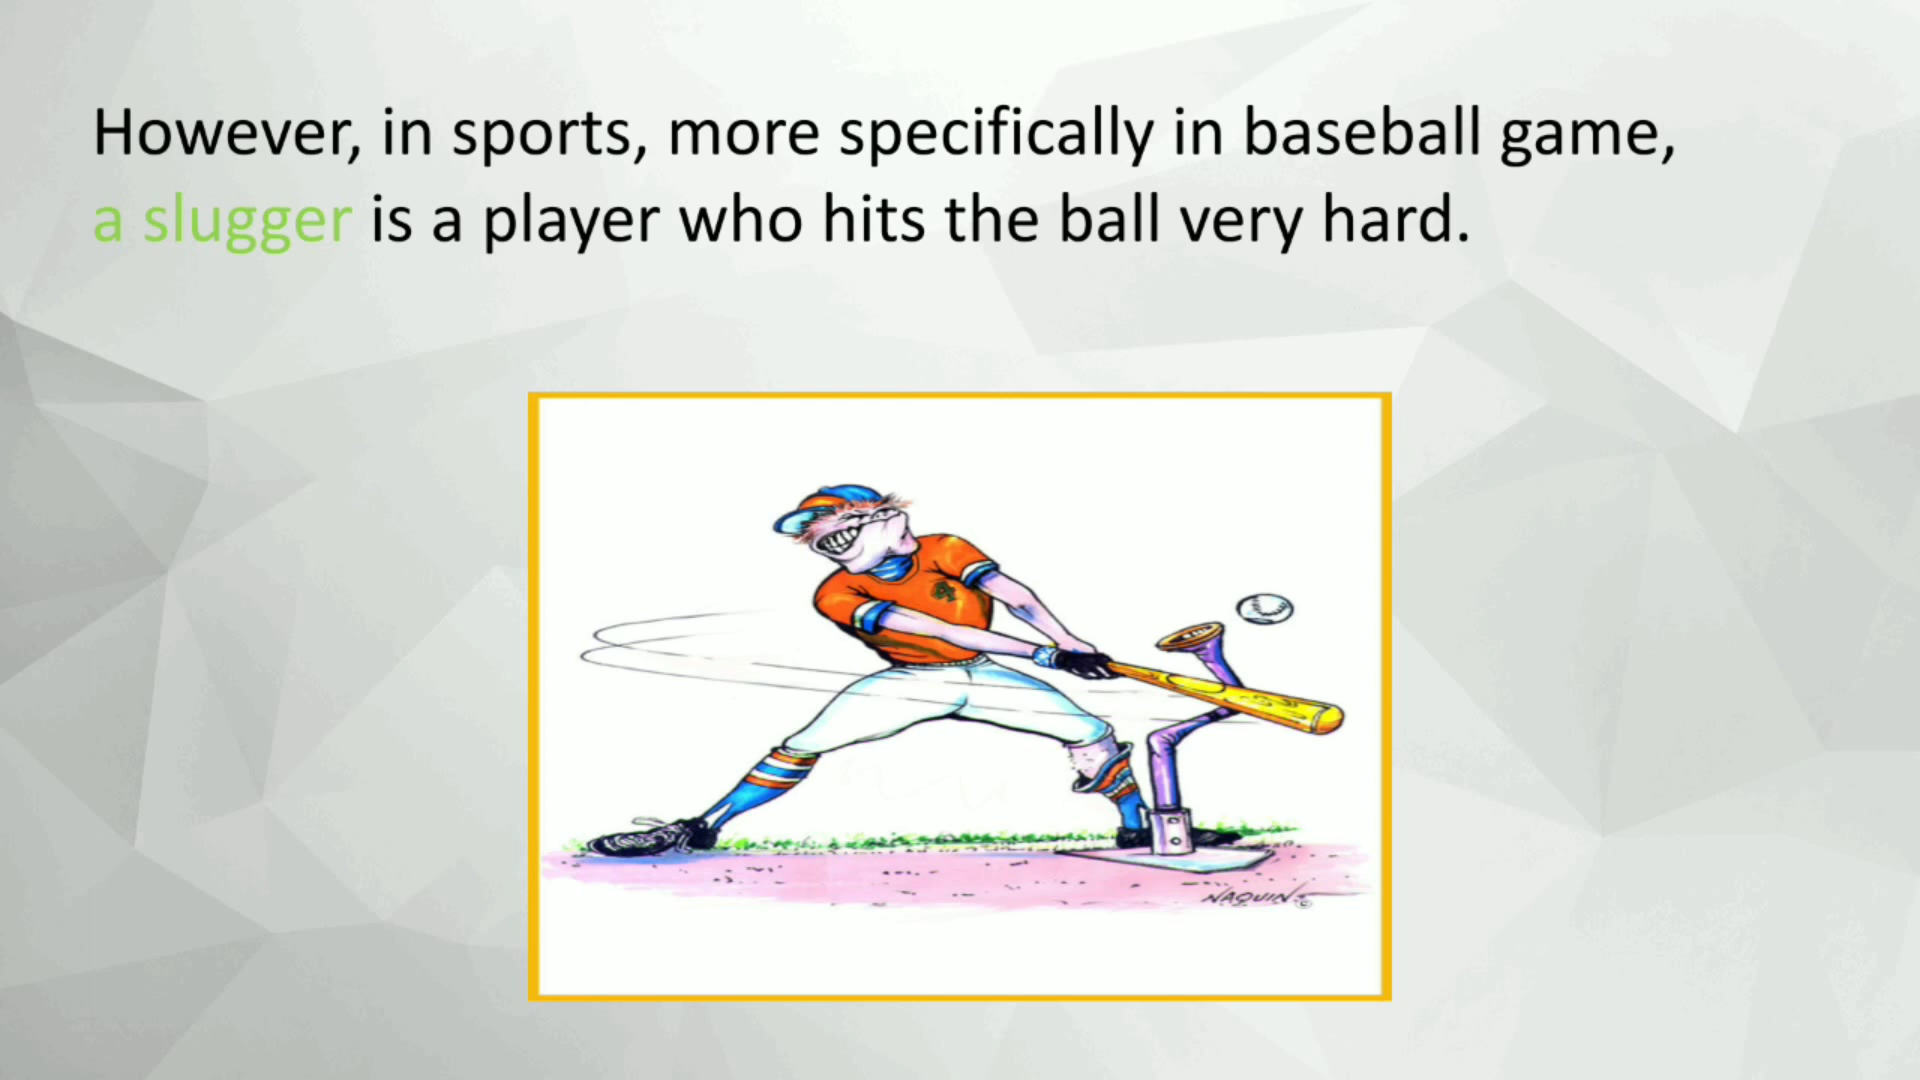 However, in sports, more specifically in baseball game,
a slugger is a player who hits the ball very hard.
NAQUIN ©